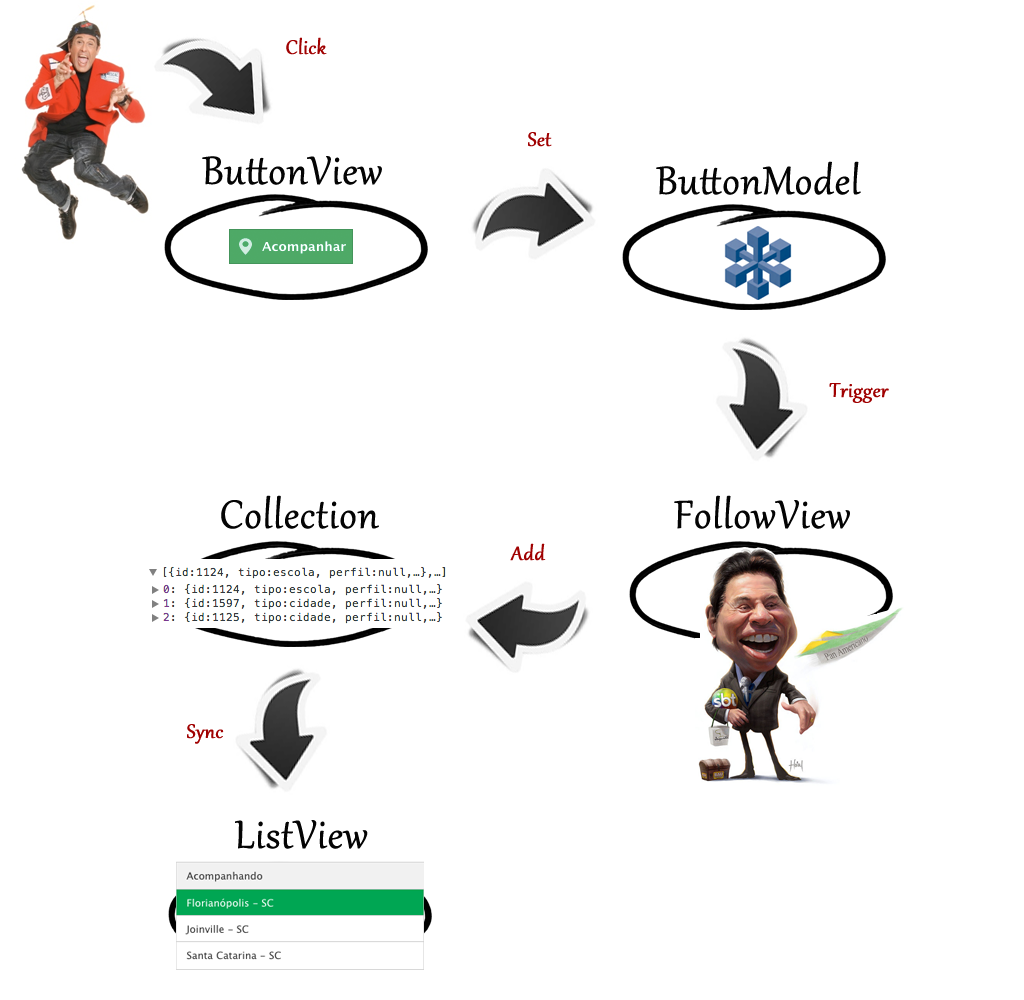 Click
Set
ButtonView
ButtonModel
Acompanhar
Trigger
Collection
FollowView
Add
[{id:1124, tipo:escola, perfil:null,…},…]
0: {id:1124, tipo:escola, perfil:null,…}
1: {id:1597, tipo:cidade, perfil:null,…}
2: {id:1125, tipo:cidade, perfil:null,…}
Pan Americano
sbt
Sync
ListView
Acompanhando
Florianópolis - SC
Joinville - SC
Santa Catarina - SC